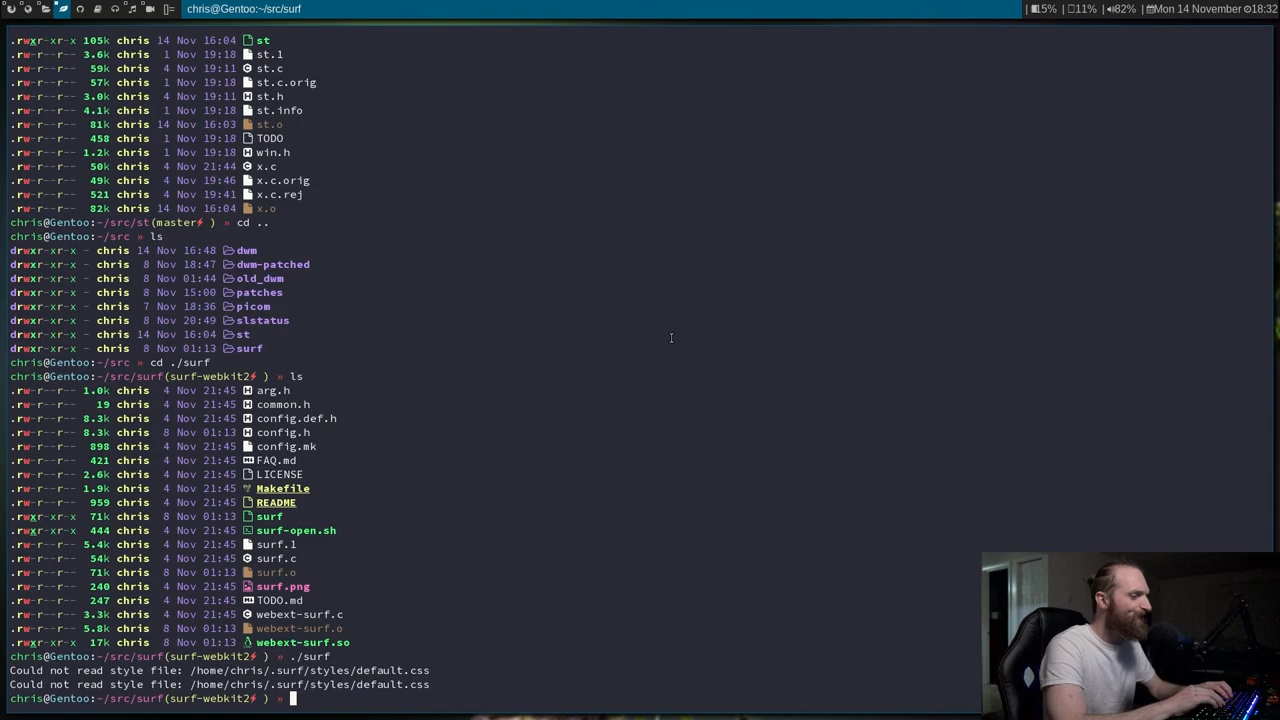 chris@Gentoo:~/src/surf
15% 11% 82% Mon 14 November 18:32
.rwxr-xr-x 105k chris 14 Nov 16:04 st
.rw-r--r-- 3.6k chris 1 Nov 19:18 st.1
.rw-r--r-- 59k chris 4 Nov 19:11 st.c
.rw-r--r-- 57k chris 1 Nov 19:18 st.c.orig
.rw-r--r-- 3.0k chris 4 Nov 19:11 st.h
.rw-r--r-- 4.1k chris 1 Nov 19:18 st.info
.rw-r--r-- 81k chris 14 Nov 16:03 st.o
.rw-r--r-- 458 chris 1 Nov 19:18 TODO
.rw-r--r-- 1.2k chris 1 Nov 19:18 win.h
.rw-r--r-- 50k chris 4 Nov 21:44 x.c
.rw-r--r-- 49k chris 4 Nov 19:46 x.c.orig
.rw-r--r-- 521 chris 4 Nov 19:41 x.c.rej
.rw-r--r-- 82k chris 14 Nov 16:04 x.o
chris@Gentoo:~/src/st(master⚡) » cd ..
chris@Gentoo:~/src » ls
drwxr-xr-x - chris 14 Nov 16:48 dwm
drwxr-xr-x - chris 8 Nov 18:47 dwm-patched
drwxr-xr-x - chris 8 Nov 01:44 old_dwm
drwxr-xr-x - chris 8 Nov 15:00 patches
drwxr-xr-x - chris 7 Nov 18:36 picom
drwxr-xr-x - chris 8 Nov 20:49 slstatus
drwxr-xr-x - chris 14 Nov 16:04 st
drwxr-xr-x - chris 8 Nov 01:13 surf
chris@Gentoo:~/src » cd ./surf
chris@Gentoo:~/src/surf(surf-webkit2⚡) » ls
.rw-r--r-- 1.0k chris 4 Nov 21:45 arg.h
.rw-r--r-- 19 chris 4 Nov 21:45 common.h
.rw-r--r-- 8.3k chris 4 Nov 21:45 config.def.h
.rw-r--r-- 8.3k chris 8 Nov 01:13 config.h
.rw-r--r-- 898 chris 4 Nov 21:45 config.mk
.rw-r--r-- 421 chris 4 Nov 21:45 FAQ.md
.rw-r--r-- 2.6k chris 4 Nov 21:45 LICENSE
.rw-r--r-- 1.9k chris 4 Nov 21:45 Makefile
.rw-r--r-- 959 chris 4 Nov 21:45 README
.rwxr-xr-x 71k chris 8 Nov 01:13 surf
.rwxr-xr-x 444 chris 4 Nov 21:45 surf-open.sh
.rw-r--r-- 5.4k chris 4 Nov 21:45 surf.1
.rw-r--r-- 54k chris 4 Nov 21:45 surf.c
.rw-r--r-- 71k chris 8 Nov 01:13 surf.o
.rw-r--r-- 240 chris 4 Nov 21:45 surf.png
.rw-r--r-- 247 chris 4 Nov 21:45 TODO.md
.rw-r--r-- 3.3k chris 4 Nov 21:45 webext-surf.c
.rw-r--r-- 5.8k chris 8 Nov 01:13 webext-surf.o
.rwxr-xr-x 17k chris 8 Nov 01:13 webext-surf.so
chris@Gentoo:~/src/surf(surf-webkit2⚡) » ./surf
Could not read style file: /home/chris/.surf/styles/default.css
Could not read style file: /home/chris/.surf/styles/default.css
chris@Gentoo:~/src/surf(surf-webkit2⚡) »